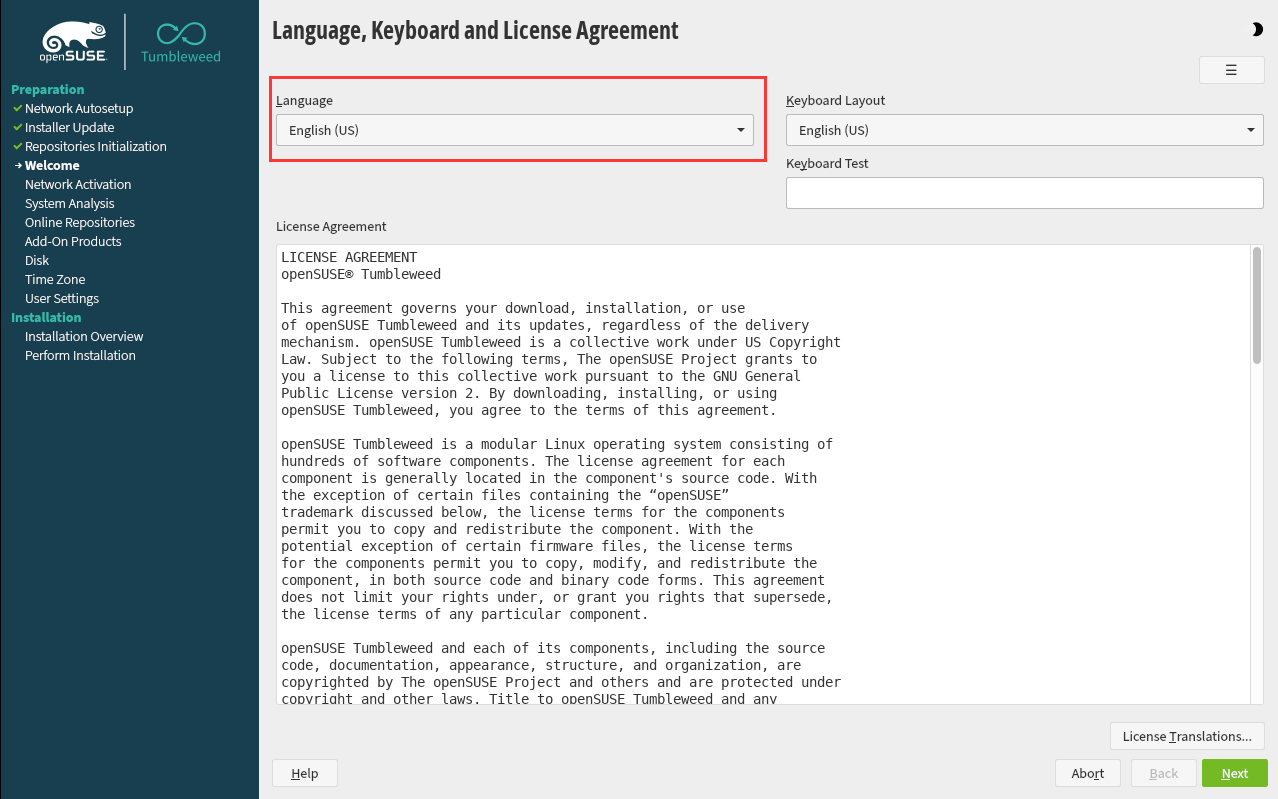 openSUSE
Tumbleweed
Preparation
Network Autosetup
Installer Update
Repositories Initialization
Welcome
Network Activation
System Analysis
Online Repositories
Add-On Products
Disk
Time Zone
User Settings
Installation
Installation Overview
Perform Installation
Language, Keyboard and License Agreement
Language
English (US)
Keyboard Layout
English (US)
Keyboard Test
License Agreement
LICENSE AGREEMENT
openSUSE® Tumbleweed
This agreement governs your download, installation, or use
of openSUSE Tumbleweed and its updates, regardless of the delivery
mechanism. openSUSE Tumbleweed is a collective work under US Copyright
Law. Subject to the following terms, The openSUSE Project grants to
you a license to this collective work pursuant to the GNU General
Public License version 2. By downloading, installing, or using
openSUSE Tumbleweed, you agree to the terms of this agreement.
openSUSE Tumbleweed is a modular Linux operating system consisting of
hundreds of software components. The license agreement for each
component is generally located in the component's source code. With
the exception of certain files containing the “openSUSE”
trademark discussed below, the license terms for the components
permit you to copy and redistribute the component. With the
potential exception of certain firmware files, the license terms
for the components permit you to copy, modify, and redistribute the
component, in both source code and binary code forms. This agreement
does not limit your rights under, or grant you rights that supersede,
the license terms of any particular component.
openSUSE Tumbleweed and each of its components, including the source
code, documentation, appearance, structure, and organization, are
copyrighted by The openSUSE Project and others and are protected under
copyright and other laws. Title to openSUSE Tumbleweed and any
License Translations...
Help
Abort
Back
Next